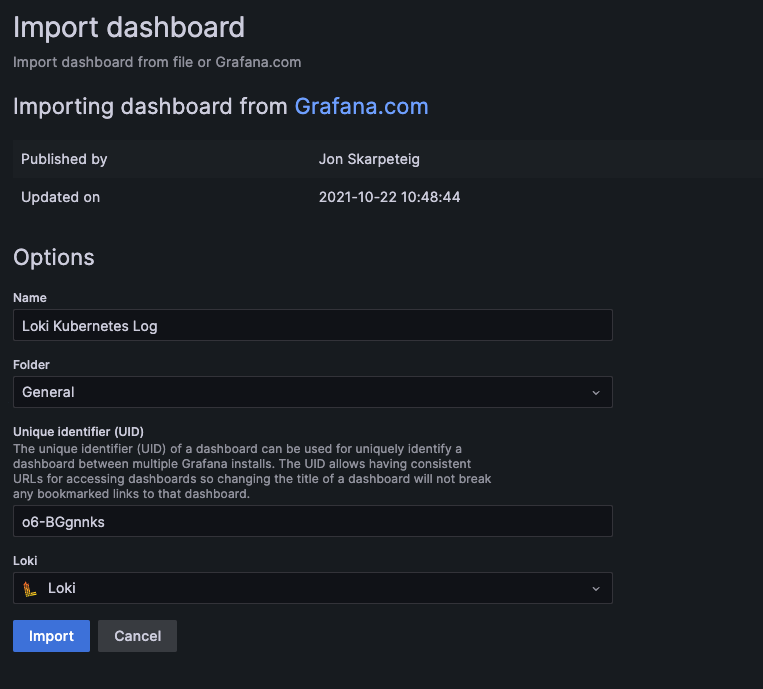 Import dashboard
Import dashboard from file or Grafana.com
Importing dashboard from Grafana.com
Published by Jon Skarpeteig
Updated on 2021-10-22 10:48:44
Options
Name
Loki Kubernetes Log
Folder
General
Unique identifier (UID)
The unique identifier (UID) of a dashboard can be used for uniquely identify a
dashboard between multiple Grafana installs. The UID allows having consistent
URLs for accessing dashboards so changing the title of a dashboard will not break
any bookmarked links to that dashboard.
o6-BGgnnks
Loki
Loki
Import Cancel